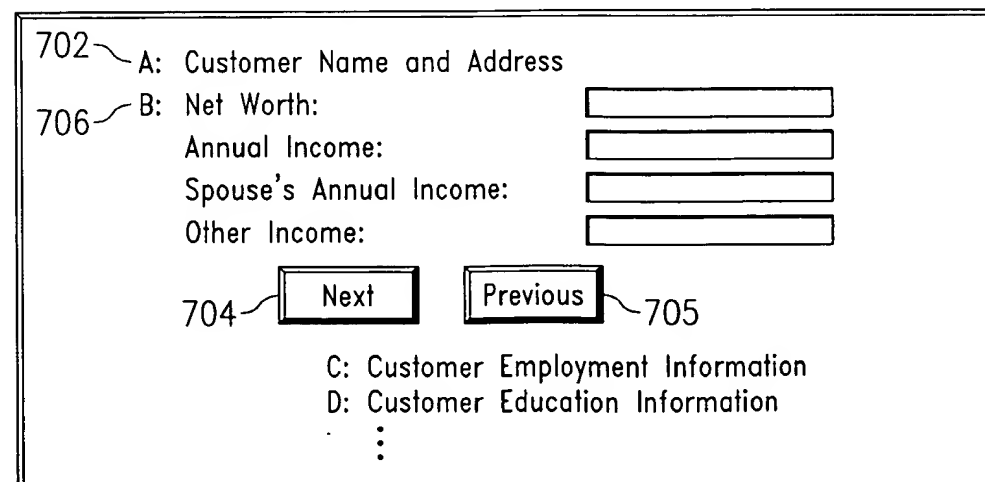 702 A: Customer Name and Address
706 B: Net Worth:
Annual Income:
Spouse's Annual Income:
Other Income:
704 Next Previous 705
C: Customer Employment Information
D: Customer Education Information
⋮